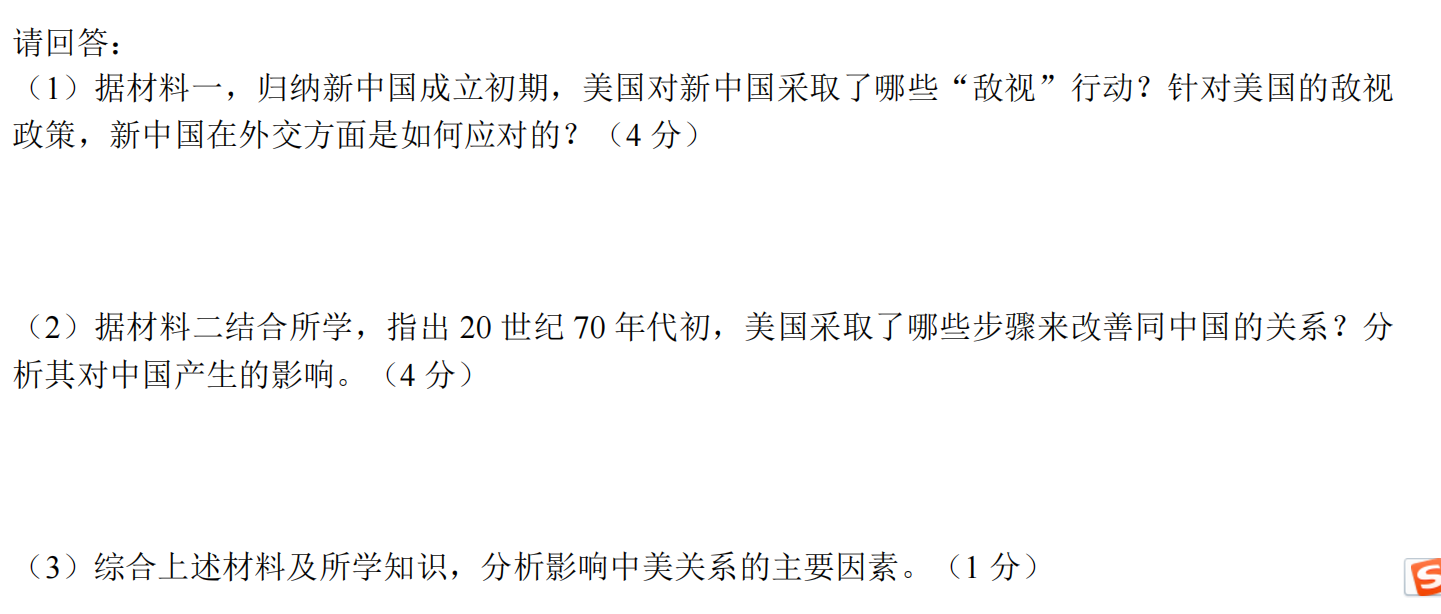 请回答：
（1）据材料一，归纳新中国成立初期，美国对新中国采取了哪些“敌视”行动？针对美国的敌视
政策，新中国在外交方面是如何应对的？（4 分）
（2）据材料二结合所学，指出 20 世纪 70 年代初，美国采取了哪些步骤来改善同中国的关系？分
析其对中国产生的影响。（4 分）
（3）综合上述材料及所学知识，分析影响中美关系的主要因素。（1 分）